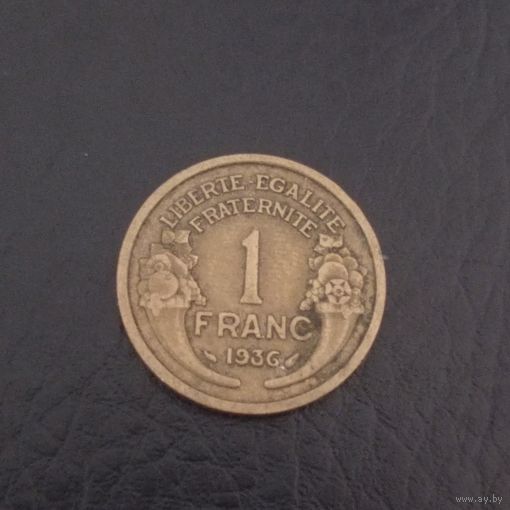 LIBERTE·EGALITE
FRATERNITE
1
FRANC
1936
www.ay.by